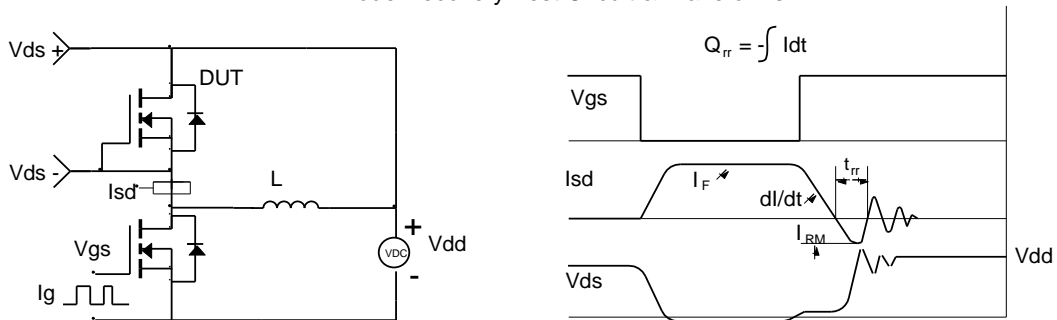 Vds +
DUT
Vds -
Isd
L
Vgs
Ig
+
VDC
-
Vdd
Qrr = -∫ Idt
Vgs
Isd
IF
dI/dt
trr
IRM
Vds
Vdd